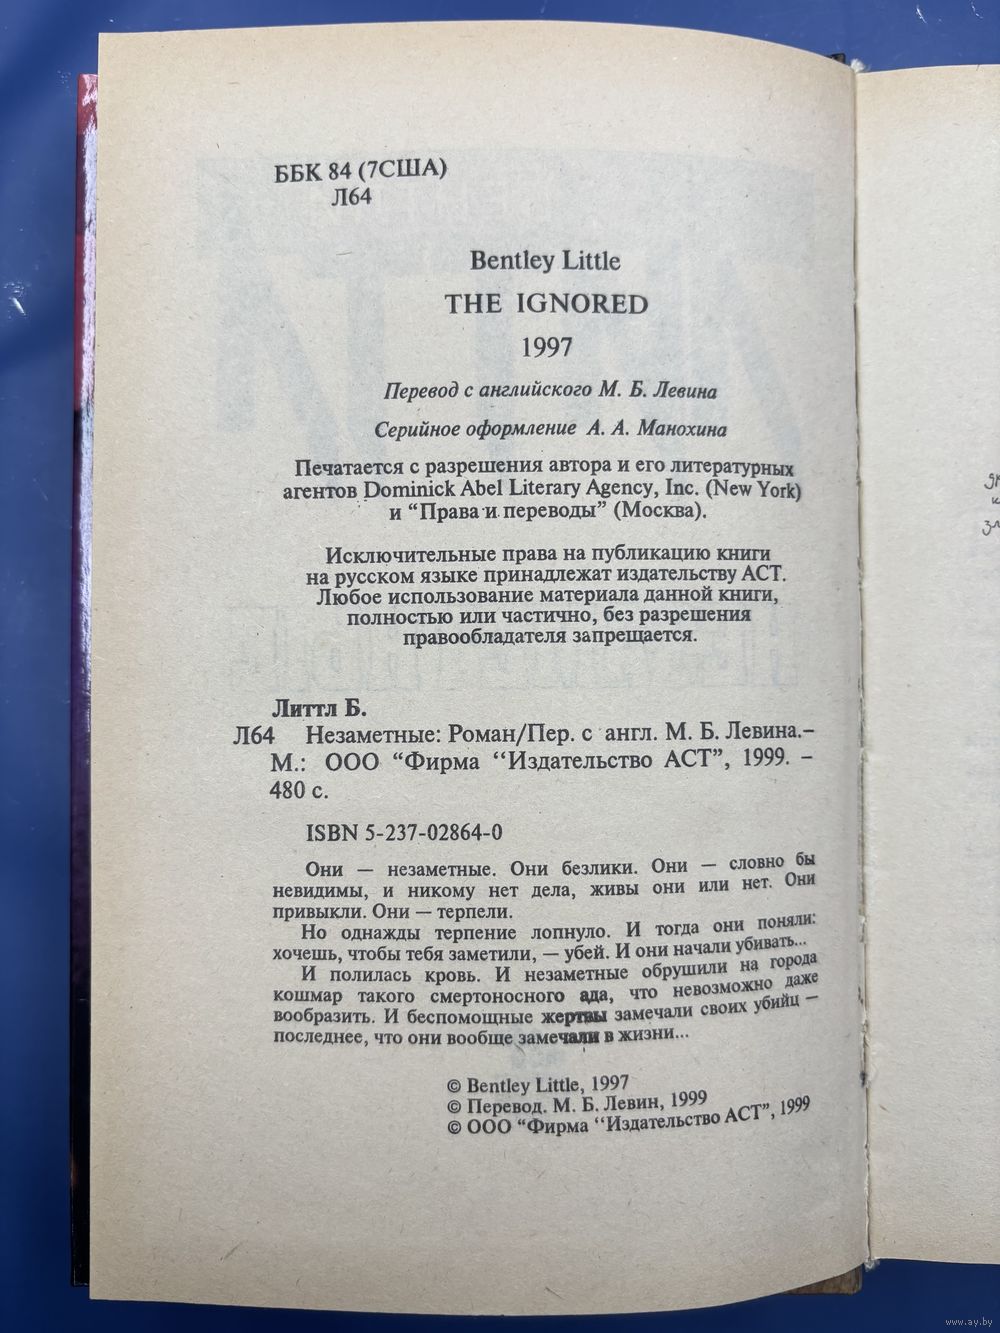 ББК 84 (7США)
Л64
Bentley Little
THE IGNORED
1997
Перевод с английского М. Б. Левина
Серийное оформление А. А. Манохина
Печатается с разрешения автора и его литературных
агентов Dominick Abel Literary Agency, Inc. (New York)
и “Права и переводы” (Москва).
Исключительные права на публикацию книги
на русском языке принадлежат издательству АСТ.
Любое использование материала данной книги,
полностью или частично, без разрешения
правообладателя запрещается.
Литтл Б.
Л64 Незаметные: Роман/Пер. с англ. М. Б. Левина.–
М.: ООО “Фирма “Издательство АСТ”, 1999. –
480 с.
ISBN 5-237-02864-0
Они — незаметные. Они безлики. Они — словно бы
невидимы, и никому нет дела, живы они или нет. Они
привыкли. Они — терпели.
Но однажды терпение лопнуло. И тогда они поняли:
хочешь, чтобы тебя заметили, — убей. И они начали убивать...
И полилась кровь. И незаметные обрушили на города
кошмар такого смертоносного ада, что невозможно даже
вообразить. И беспомощные жертвы замечали своих убийц —
последнее, что они вообще замечали в жизни...
© Bentley Little, 1997
© Перевод. М. Б. Левин, 1999
© ООО “Фирма “Издательство АСТ”, 1999
www.ay.by